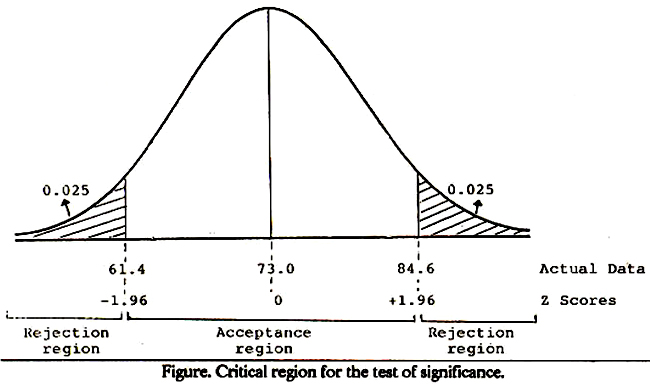 0.025 0.025
61.4 73.0 84.6 Actual Data
-1.96 0 +1.96 Z Scores
Rejection Acceptance Rejection
region region region
Figure. Critical region for the test of significance.